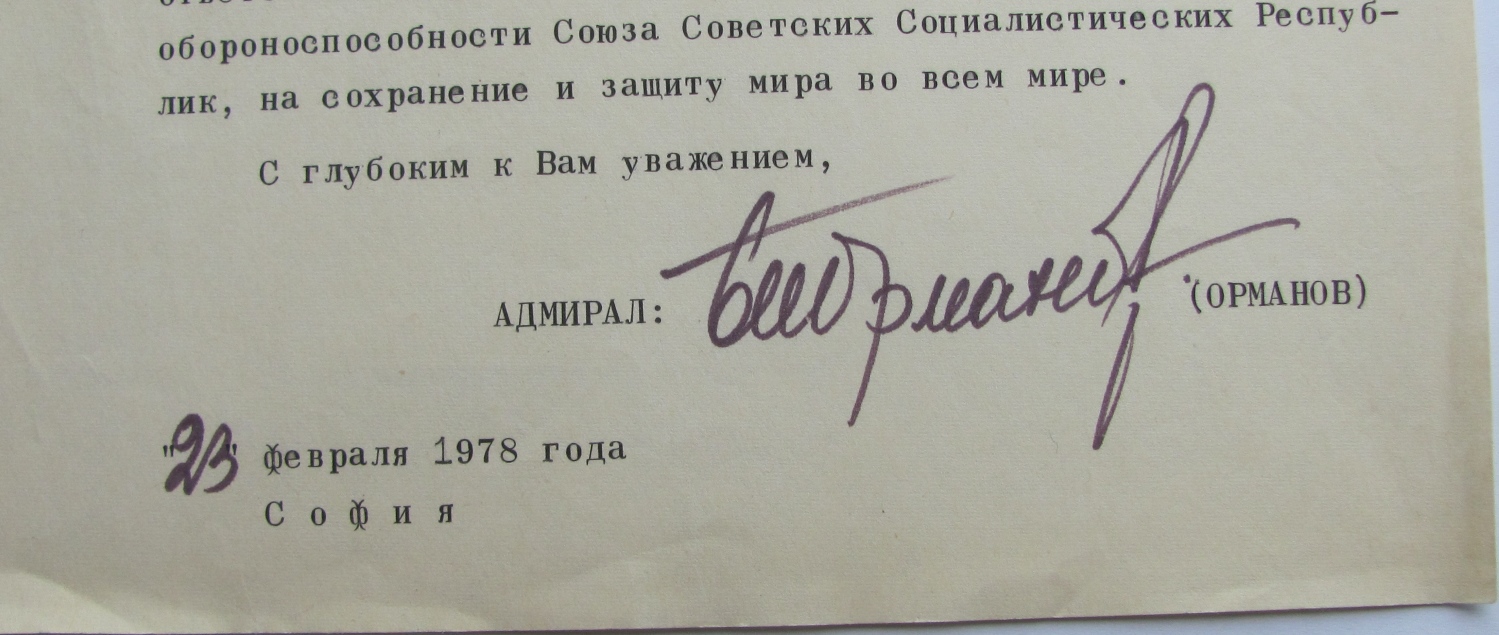 обороноспособности Союза Советских Социалистических Респуб-
лик, на сохранение и защиту мира во всем мире.
С глубоким к Вам уважением,
АДМИРАЛ: (ОРМАНОВ)
"23" февраля 1978 года
София